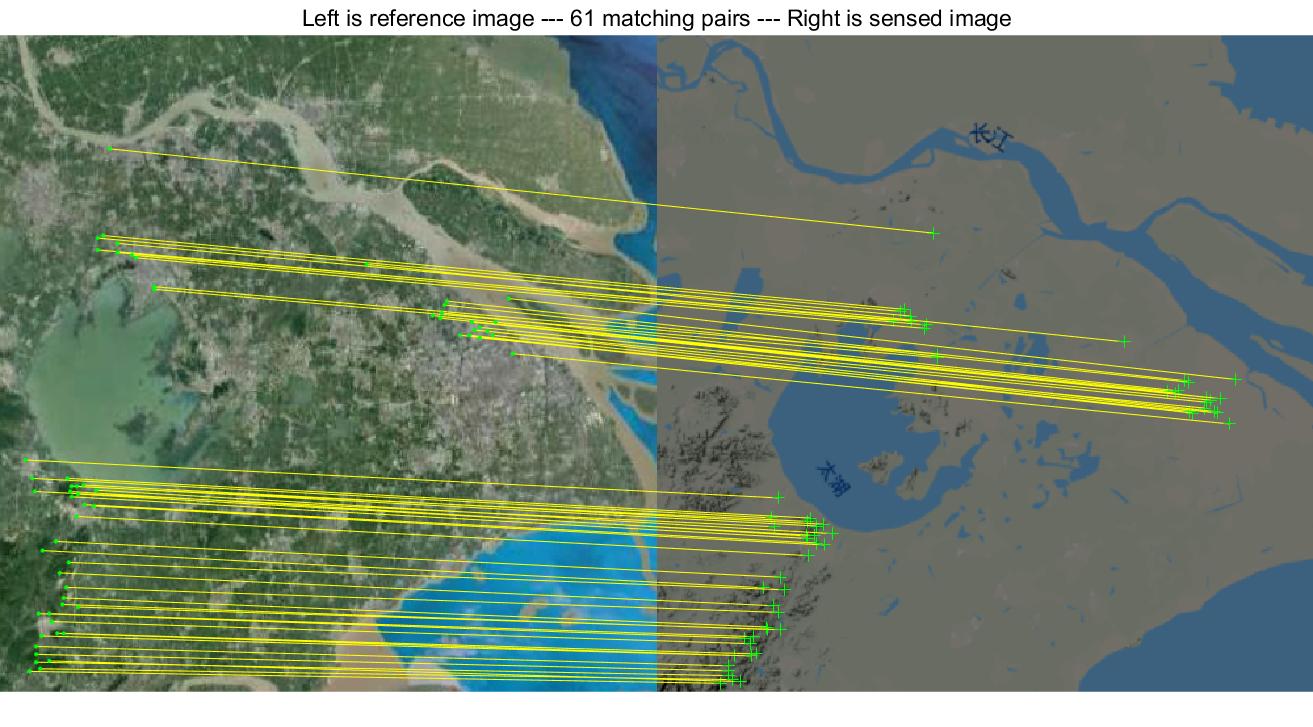 Left is reference image --- 61 matching pairs --- Right is sensed image
长江
太湖